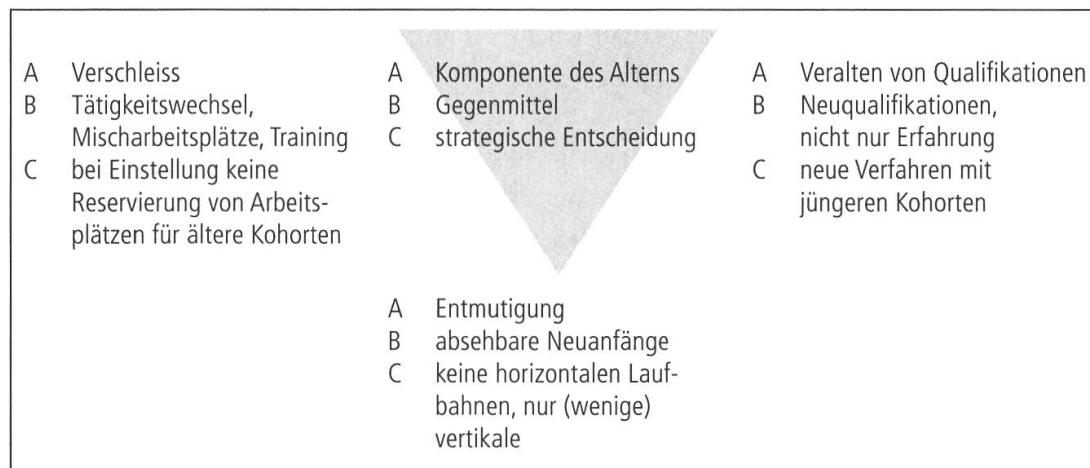 A Verschleiss
B Tätigkeitswechsel,
Mischarbeitsplätze, Training
C bei Einstellung keine
Reservierung von Arbeits-
plätzen für ältere Kohorten
A Komponente des Alterns
B Gegenmittel
C strategische Entscheidung
A Veralten von Qualifikationen
B Neuqualifikationen,
nicht nur Erfahrung
C neue Verfahren mit
jüngeren Kohorten
A Entmutigung
B absehbare Neuanfänge
C keine horizontalen Lauf-
bahnen, nur (wenige)
vertikale